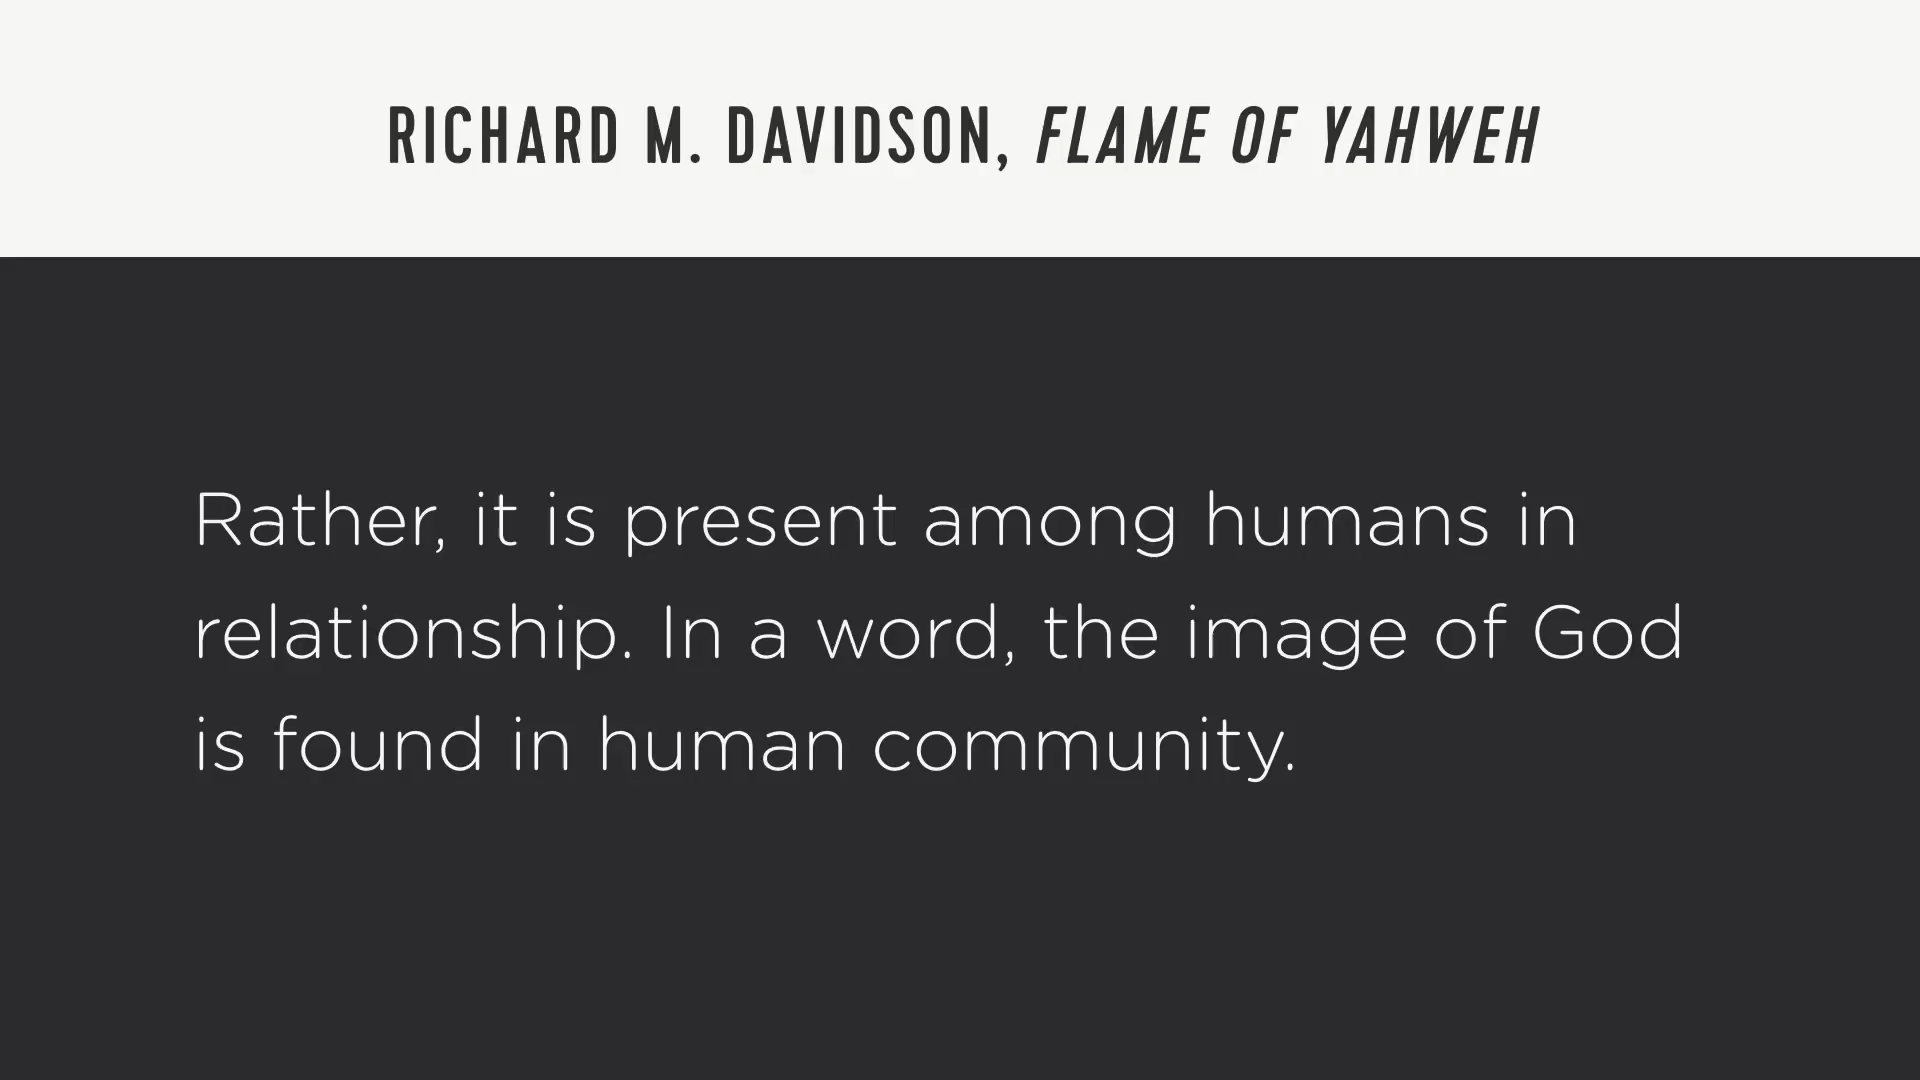 RICHARD M. DAVIDSON, FLAME OF YAHWEH
Rather, it is present among humans in
relationship. In a word, the image of God
is found in human community.